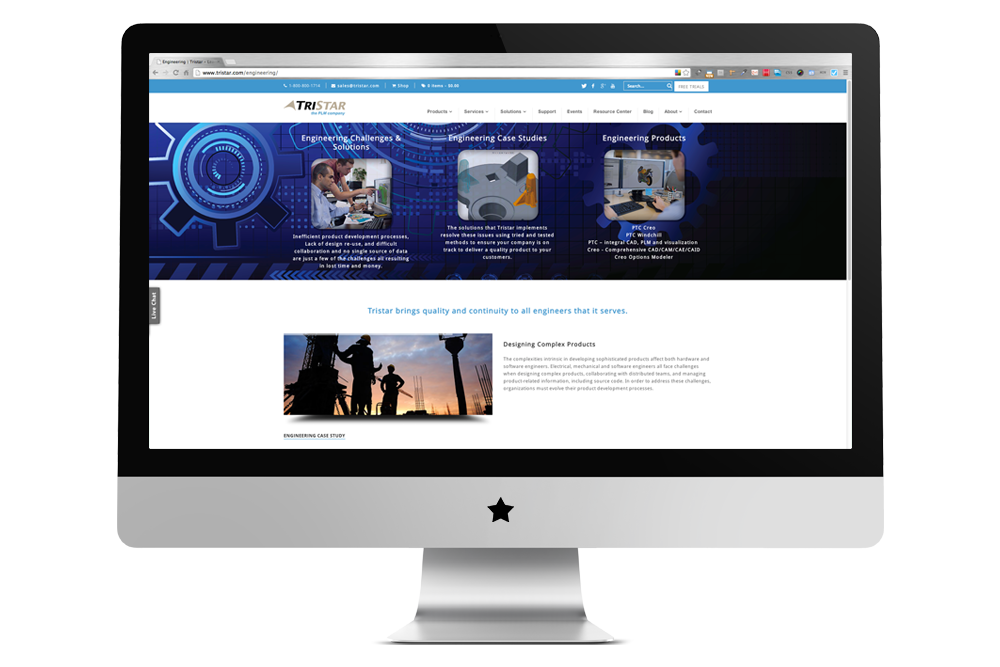 Engineering | Tristar
www.tristar.com/engineering/
1-800-800-1714 sales@tristar.com Shop 0 items - $0.00
Search... FREE TRIALS
TRISTAR
the PLM company
Products Services Solutions Support Events Resource Center Blog About Contact
Engineering Challenges &
Solutions
Inefficient product development processes,
Lack of design re-use, and difficult
collaboration and no single source of data
are just a few of the challenges all resulting
in lost time and money.
Engineering Case Studies
The solutions that Tristar implements
resolve these issues using tried and tested
methods to ensure your company is on
track to deliver a quality product to your
customers.
Engineering Products
PTC Creo
PTC Windchill
PTC – Integral CAD, PLM and visualization
Creo - Comprehensive CAD/CAM/CAE/CAID
Creo Options Modeler
Live Chat
Tristar brings quality and continuity to all engineers that it serves.
Designing Complex Products
The complexities intrinsic in developing sophisticated products affect both hardware and
software engineers. Electrical, mechanical and software engineers all face challenges
when designing complex products, collaborating with distributed teams, and managing
product related information, including source code. In order to address these challenges,
organizations must evolve their product development processes.
ENGINEERING CASE STUDY